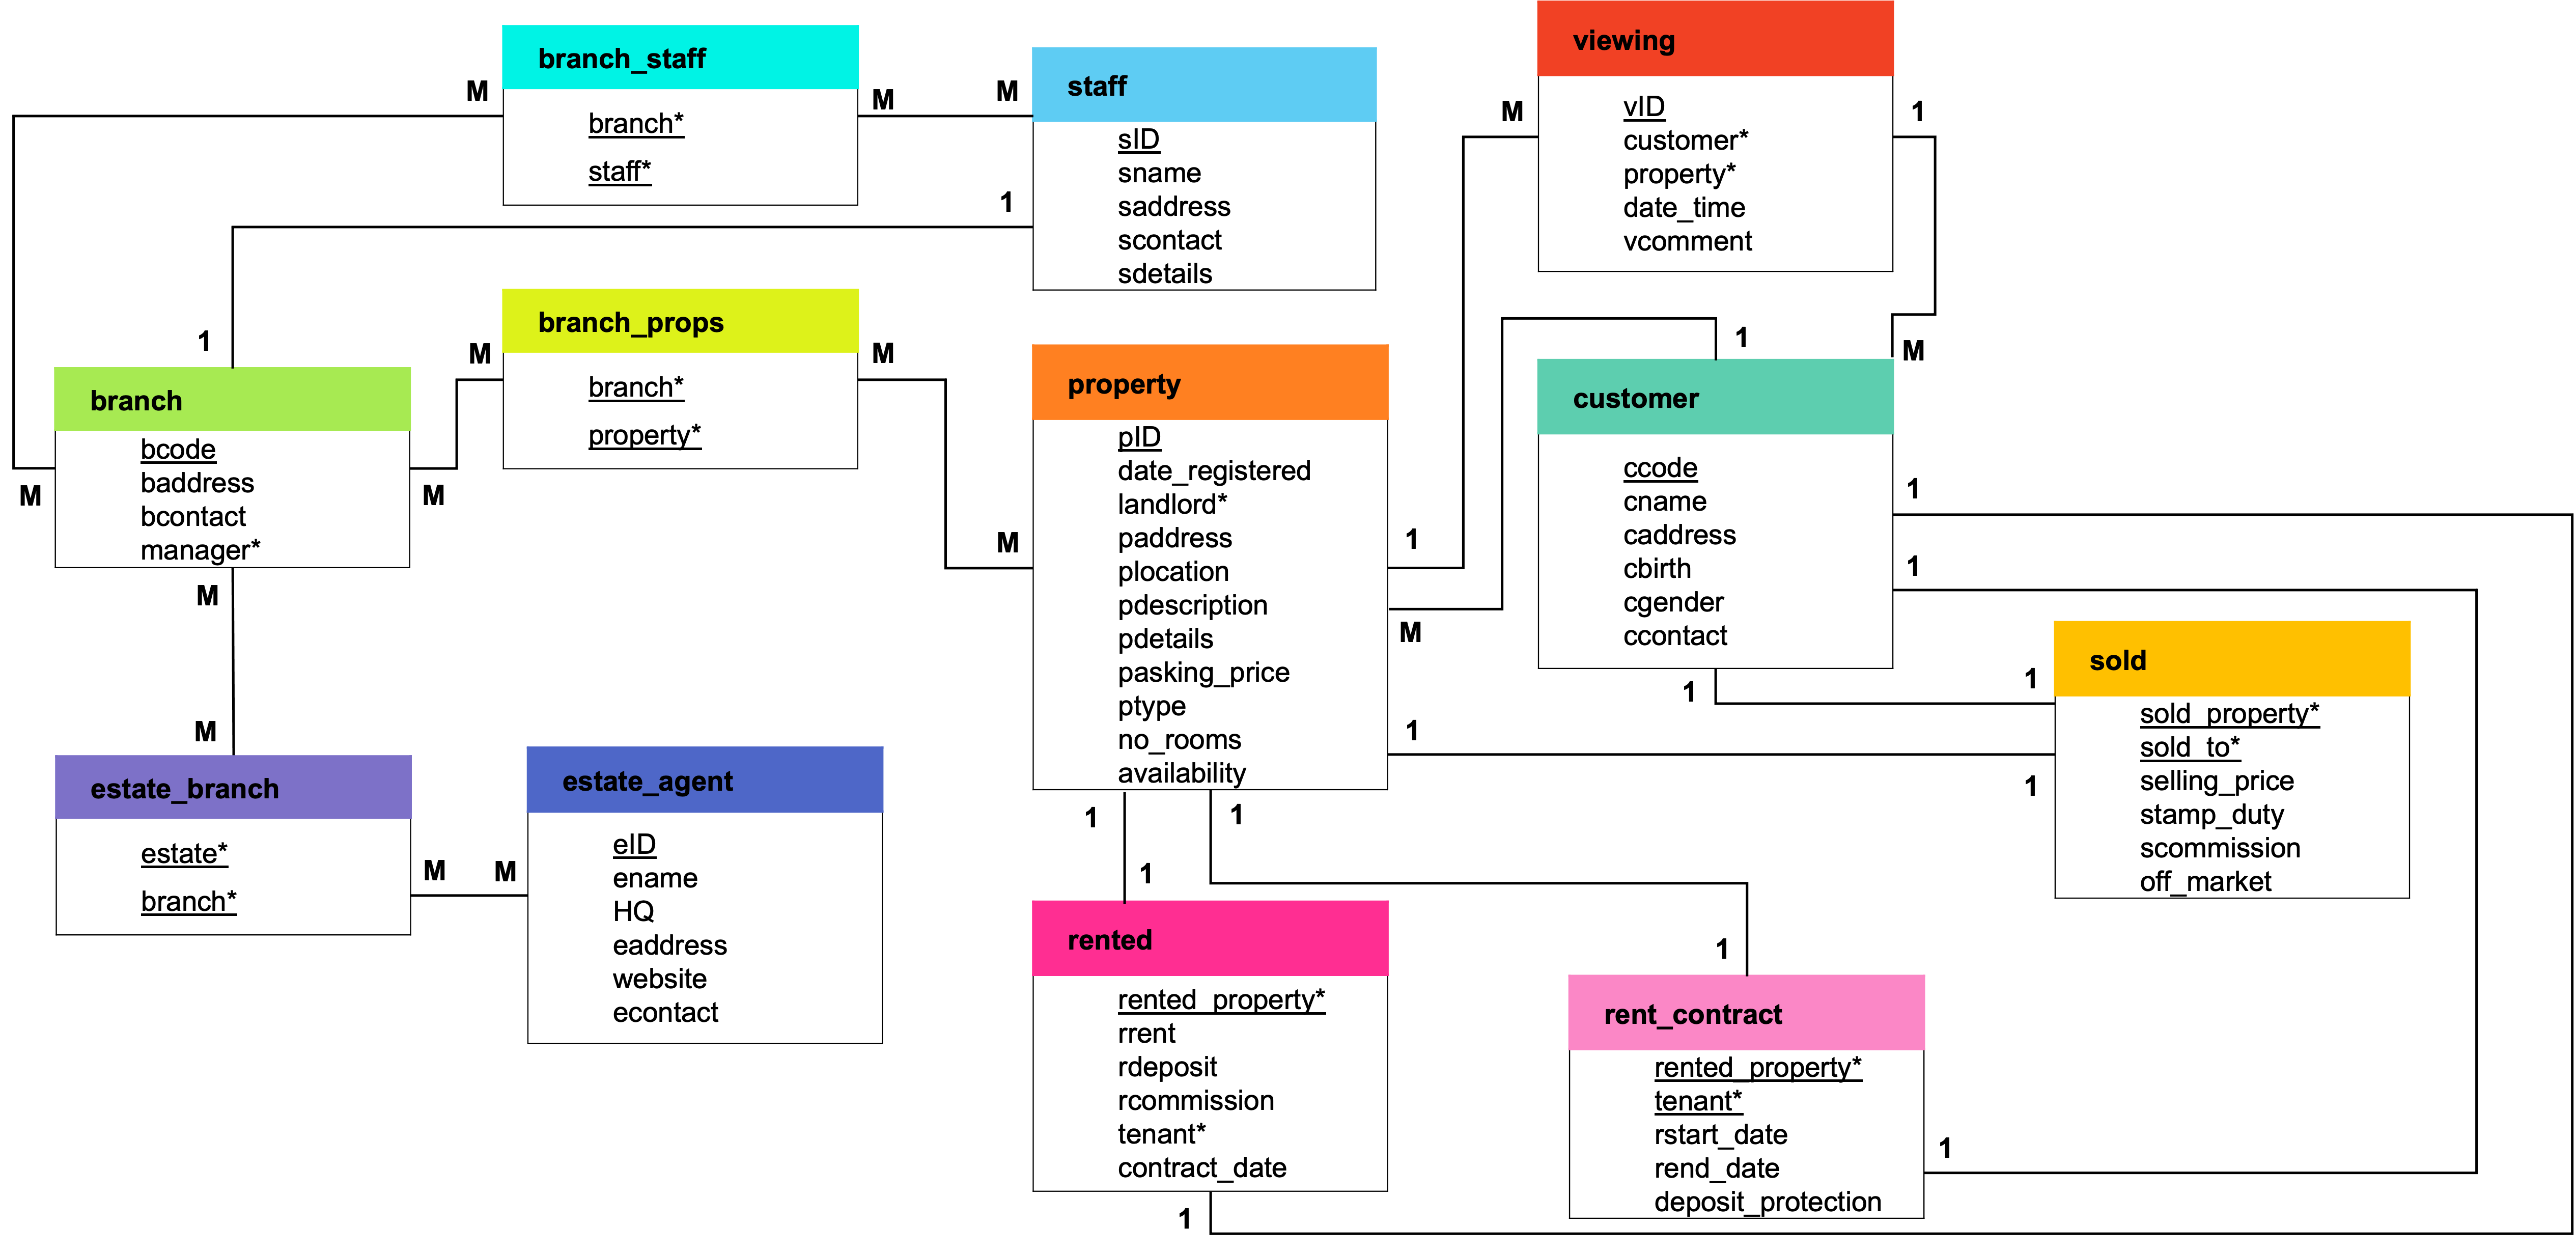 branch_staff
branch*
staff*
M
M
M
staff
sID
sname
saddress
scontact
sdetails
1
viewing
vID
customer*
property*
date_time
vcomment
M
1
branch_props
branch*
property*
M
M
1
branch
bcode
baddress
bcontact
manager*
M
M
M
property
pID
date_registered
landlord*
paddress
plocation
pdescription
pdetails
pasking_price
ptype
no_rooms
availability
M
1
M
1
1
1
1
M
customer
ccode
cname
caddress
cbirth
cgender
ccontact
1
1
1
1
1
sold
sold_property*
sold_to*
selling_price
stamp_duty
scommission
off_market
M
estate_branch
estate*
branch*
M
M
estate_agent
eID
ename
HQ
eaddress
website
econtact
1
rented
rented_property*
rrent
rdeposit
rcommission
tenant*
contract_date
1
1
rent_contract
rented_property*
tenant*
rstart_date
rend_date
deposit_protection
1